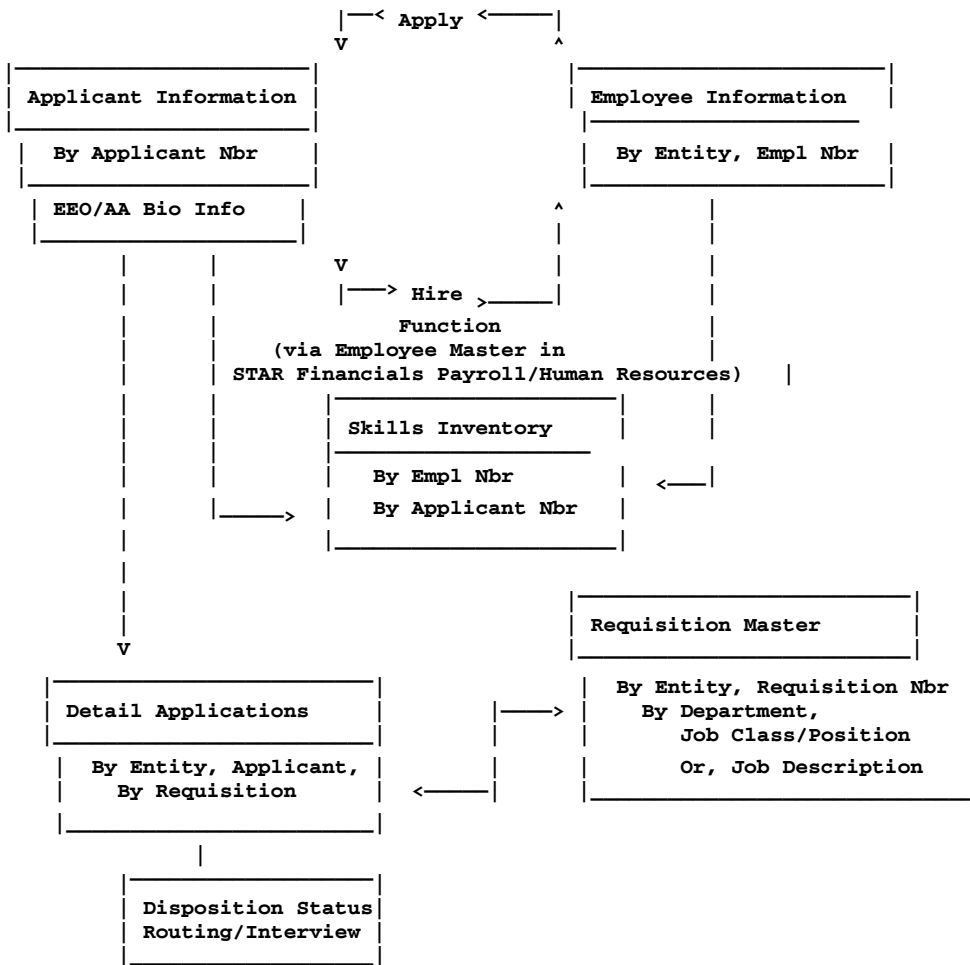 Apply
Applicant Information
Employee Information
By Applicant Nbr
By Entity, Empl Nbr
EEO/AA Bio Info
Hire
Function
(via Employee Master in
STAR Financials Payroll/Human Resources)
Skills Inventory
By Empl Nbr
By Applicant Nbr
Requisition Master
Detail Applications
By Entity, Requisition Nbr
By Department,
Job Class/Position
Or, Job Description
By Entity, Applicant,
By Requisition
Disposition Status
Routing/Interview